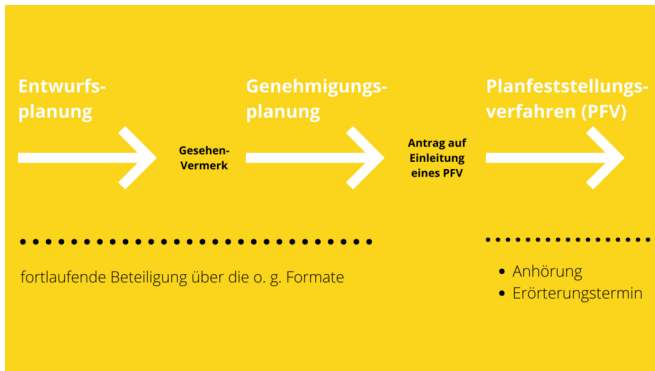 Entwurfs-
planung
Gesehen-
Vermerk
Genehmigungs-
planung
Antrag auf
Einleitung
eines PFV
Planfeststellungs-
verfahren (PFV)
fortlaufende Beteiligung über die o. g. Formate
• Anhörung
• Erörterungstermin